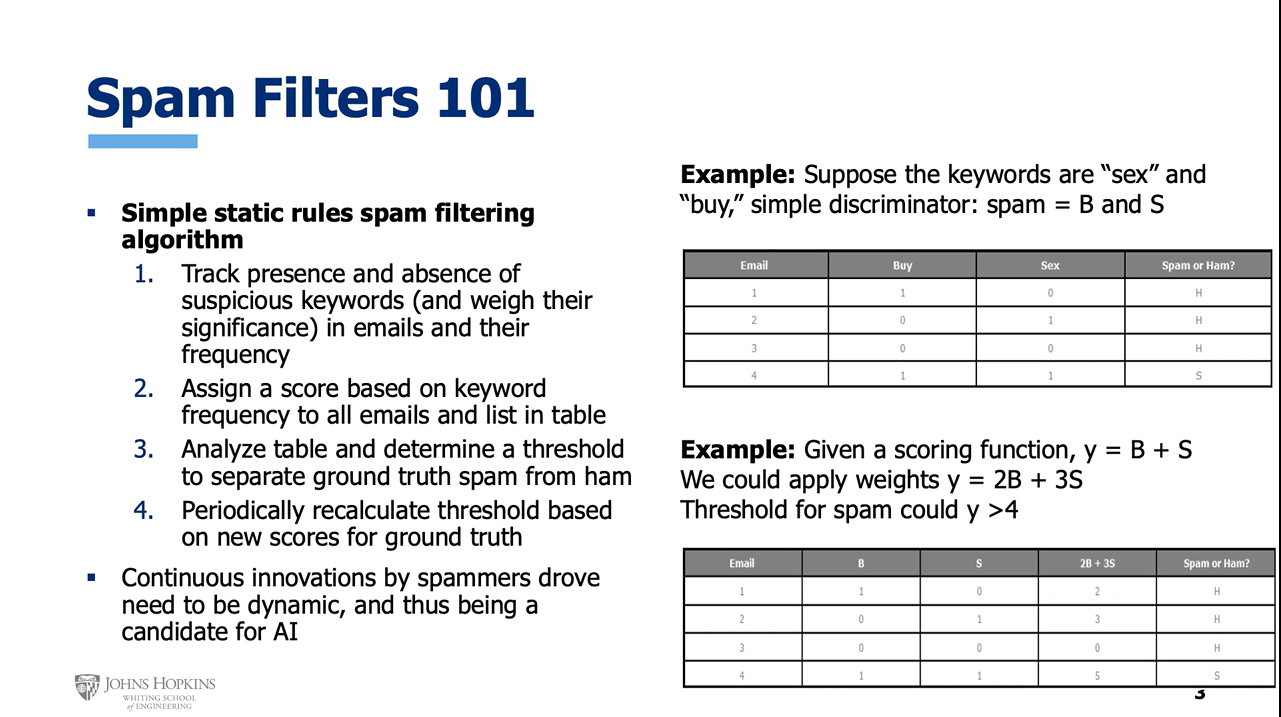 Spam Filters 101
▪ Simple static rules spam filtering
algorithm
1. Track presence and absence of
suspicious keywords (and weigh their
significance) in emails and their
frequency
2. Assign a score based on keyword
frequency to all emails and list in table
3. Analyze table and determine a threshold
to separate ground truth spam from ham
4. Periodically recalculate threshold based
on new scores for ground truth
▪ Continuous innovations by spammers drove
need to be dynamic, and thus being a
candidate for AI
Example: Suppose the keywords are “sex” and
“buy,” simple discriminator: spam = B and S
Email Buy Sex Spam or Ham?
1 1 0 H
2 0 1 H
3 0 0 H
4 1 1 S
Example: Given a scoring function, y = B + S
We could apply weights y = 2B + 3S
Threshold for spam could y >4
Email B S 2B + 3S Spam or Ham?
1 1 0 2 H
2 0 1 3 H
3 0 0 0 H
4 1 1 5 S
JOHNS HOPKINS
WHITING SCHOOL
of ENGINEERING
3